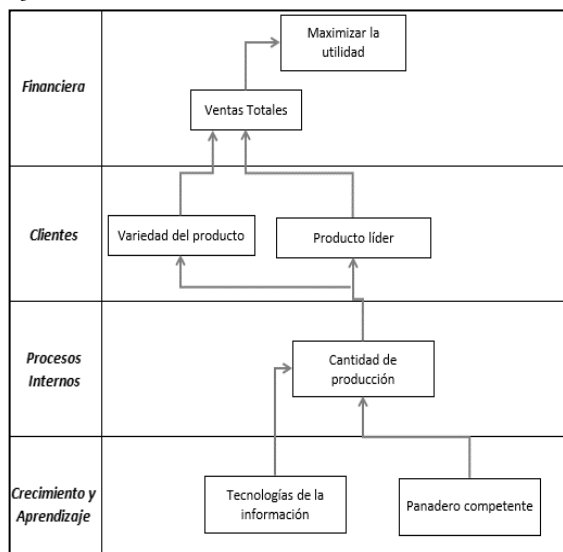 Maximizar la
utilidad
Financiera
Ventas Totales
Clientes
Variedad del producto
Producto líder
Procesos
Internos
Cantidad de
producción
Crecimiento y
Aprendizaje
Tecnologías de la
información
Panadero competente